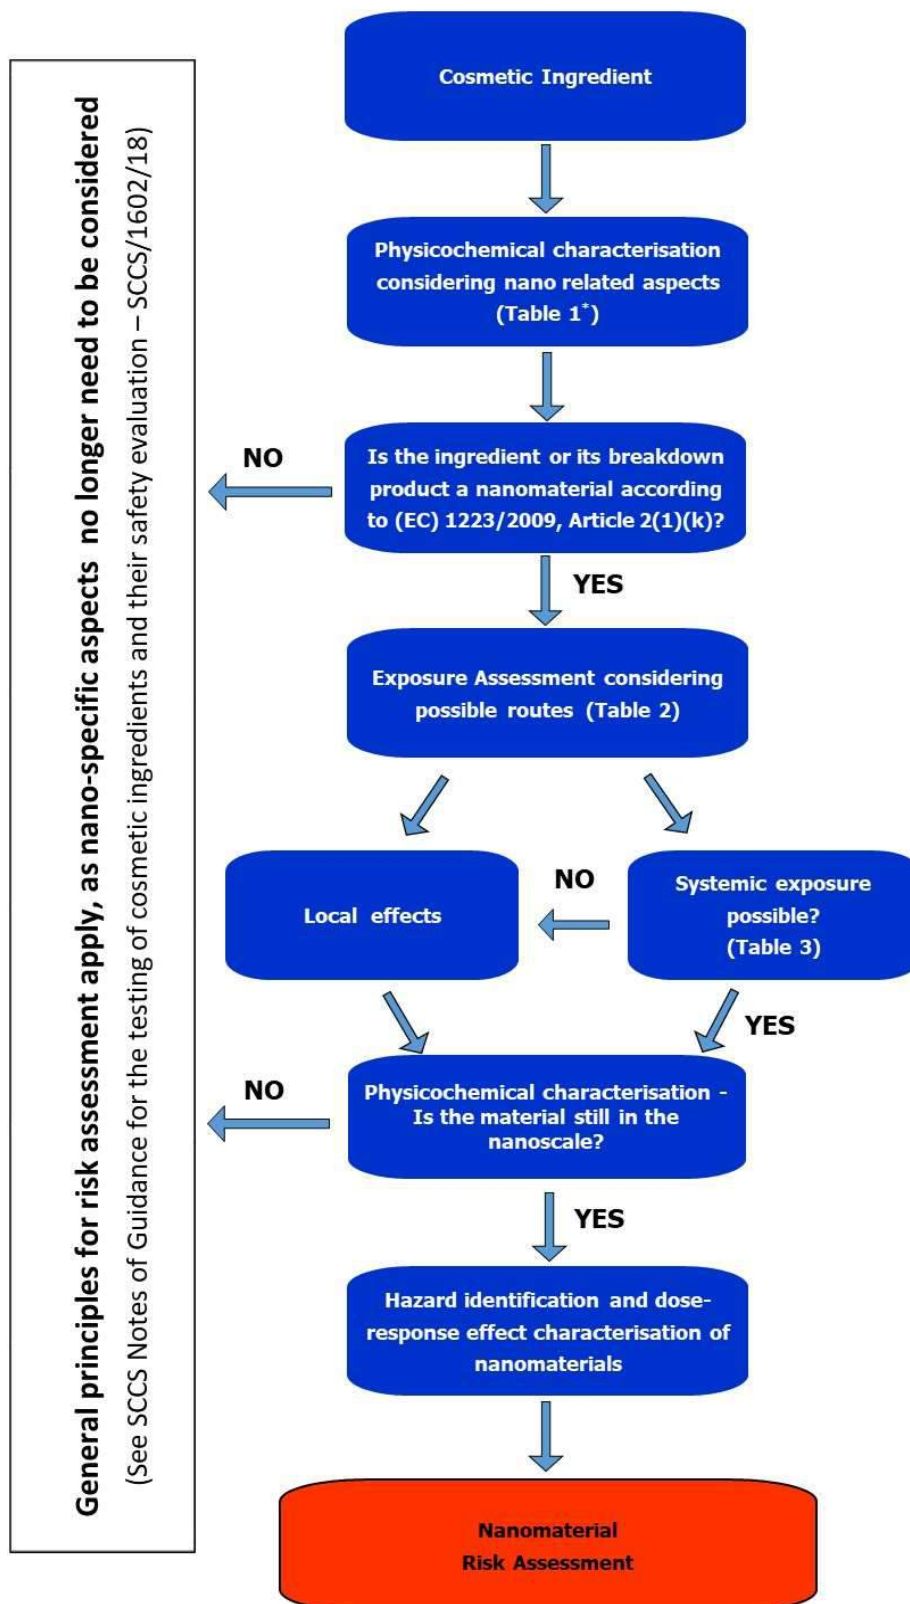 General principles for risk assessment apply, as nano-specific aspects no longer need to be considered
(See SCCS Notes of Guidance for the testing of cosmetic ingredients and their safety evaluation – SCCS/1602/18)
Cosmetic Ingredient
Physicochemical characterisation
considering nano related aspects
(Table 1*)
Is the ingredient or its breakdown
product a nanomaterial according
to (EC) 1223/2009, Article 2(1)(k)?
NO
YES
Exposure Assessment considering
possible routes (Table 2)
Local effects
NO
Systemic exposure
possible?
(Table 3)
YES
Physicochemical characterisation -
Is the material still in the
nanoscale?
NO
YES
Hazard identification and dose-
response effect characterisation of
nanomaterials
Nanomaterial
Risk Assessment